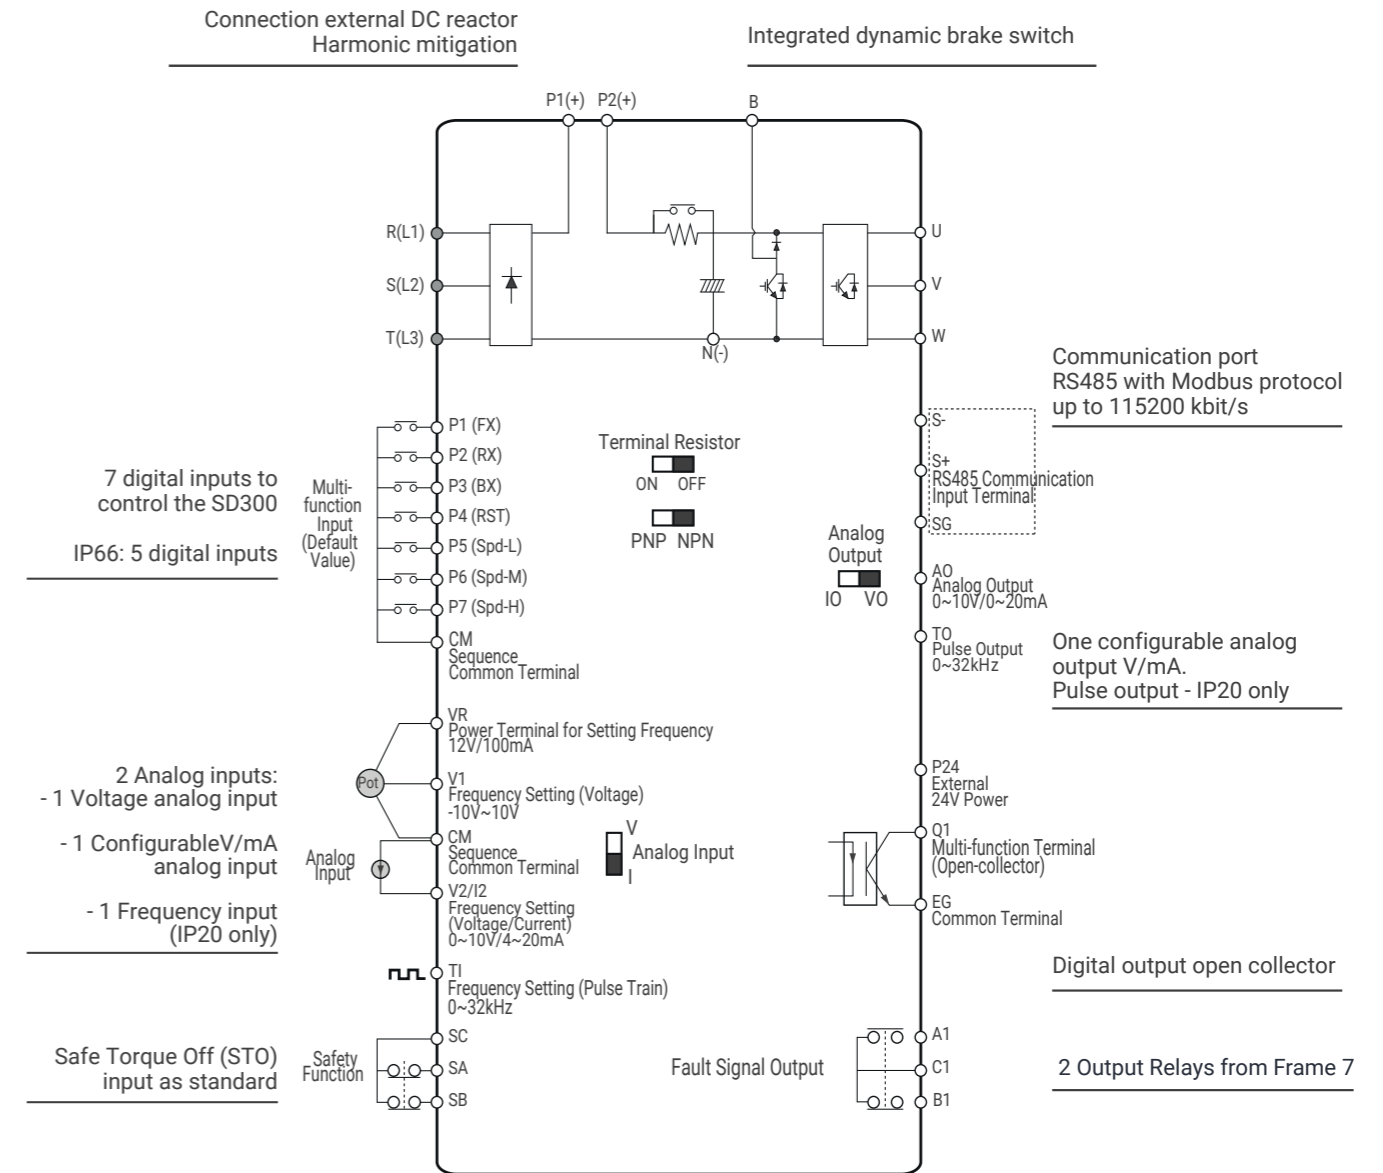 Connection external DC reactor
Harmonic mitigation
Integrated dynamic brake switch
P1(+)
P2(+)
B
R(L1)
S(L2)
T(L3)
N(-)
U
V
W
Communication port
RS485 with Modbus protocol
up to 115200 kbit/s
7 digital inputs to
control the SD300
IP66: 5 digital inputs
Multi-
function
Input
(Default
Value)
P1 (FX)
P2 (RX)
P3 (BX)
P4 (RST)
P5 (Spd-L)
P6 (Spd-M)
P7 (Spd-H)
CM
Sequence
Common Terminal
Terminal Resistor
ON OFF
PNP NPN
Analog
Output
IO VO
S-
S+
RS485 Communication
Input Terminal
SG
AO
Analog Output
0~10V/0~20mA
TO
Pulse Output
0~32kHz
One configurable analog
output V/mA.
Pulse output - IP20 only
2 Analog inputs:
- 1 Voltage analog input
- 1 ConfigurableV/mA
analog input
- 1 Frequency input
(IP20 only)
Pot
Analog
Input
VR
Power Terminal for Setting Frequency
12V/100mA
V1
Frequency Setting (Voltage)
-10V~10V
CM
Sequence
Common Terminal
V2/I2
Frequency Setting
(Voltage/Current)
0~10V/4~20mA
TI
Frequency Setting (Pulse Train)
0~32kHz
V
Analog Input
I
P24
External
24V Power
Q1
Multi-function Terminal
(Open-collector)
EG
Common Terminal
Digital output open collector
Safe Torque Off (STO)
input as standard
Safety
Function
SC
SA
SB
Fault Signal Output
A1
C1
B1
2 Output Relays from Frame 7